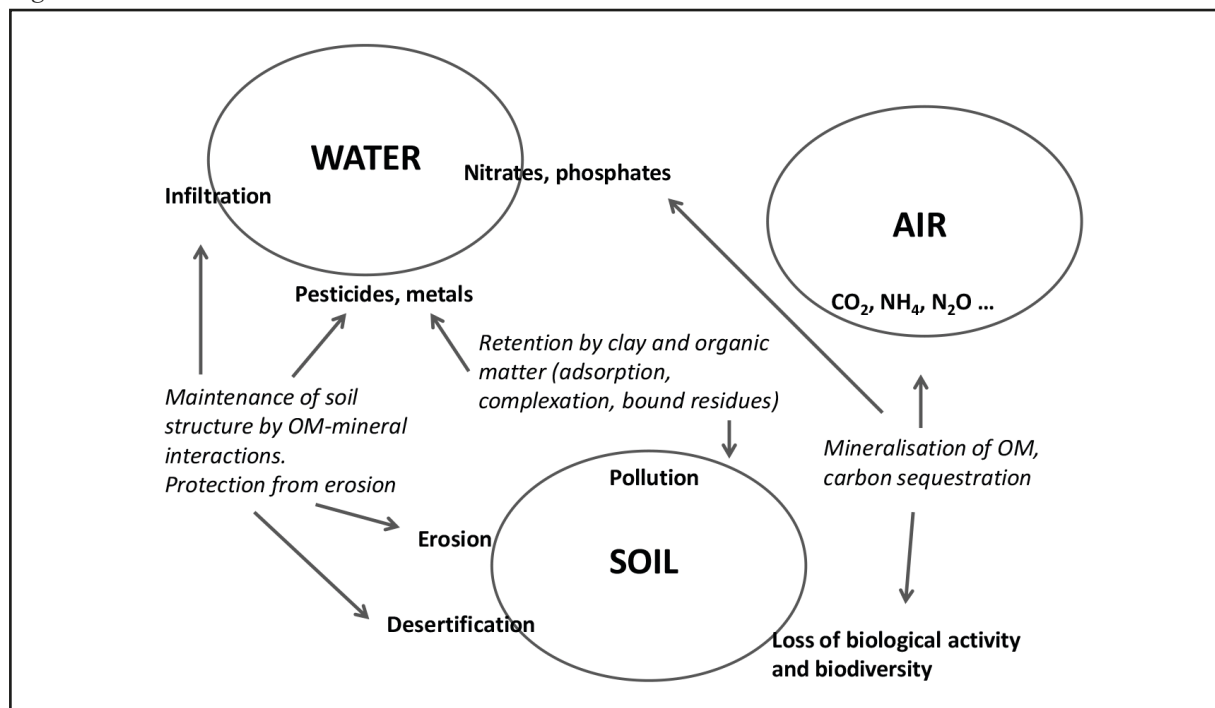 WATER
Nitrates, phosphates
Infiltration
AIR
CO₂, NH₄, N₂O ...
Pesticides, metals
Retention by clay and organic
matter (adsorption,
complexation, bound residues)
Maintenance of soil
structure by OM-mineral
interactions.
Protection from erosion
Mineralisation of OM,
carbon sequestration
Pollution
Erosion
SOIL
Desertification
Loss of biological activity
and biodiversity